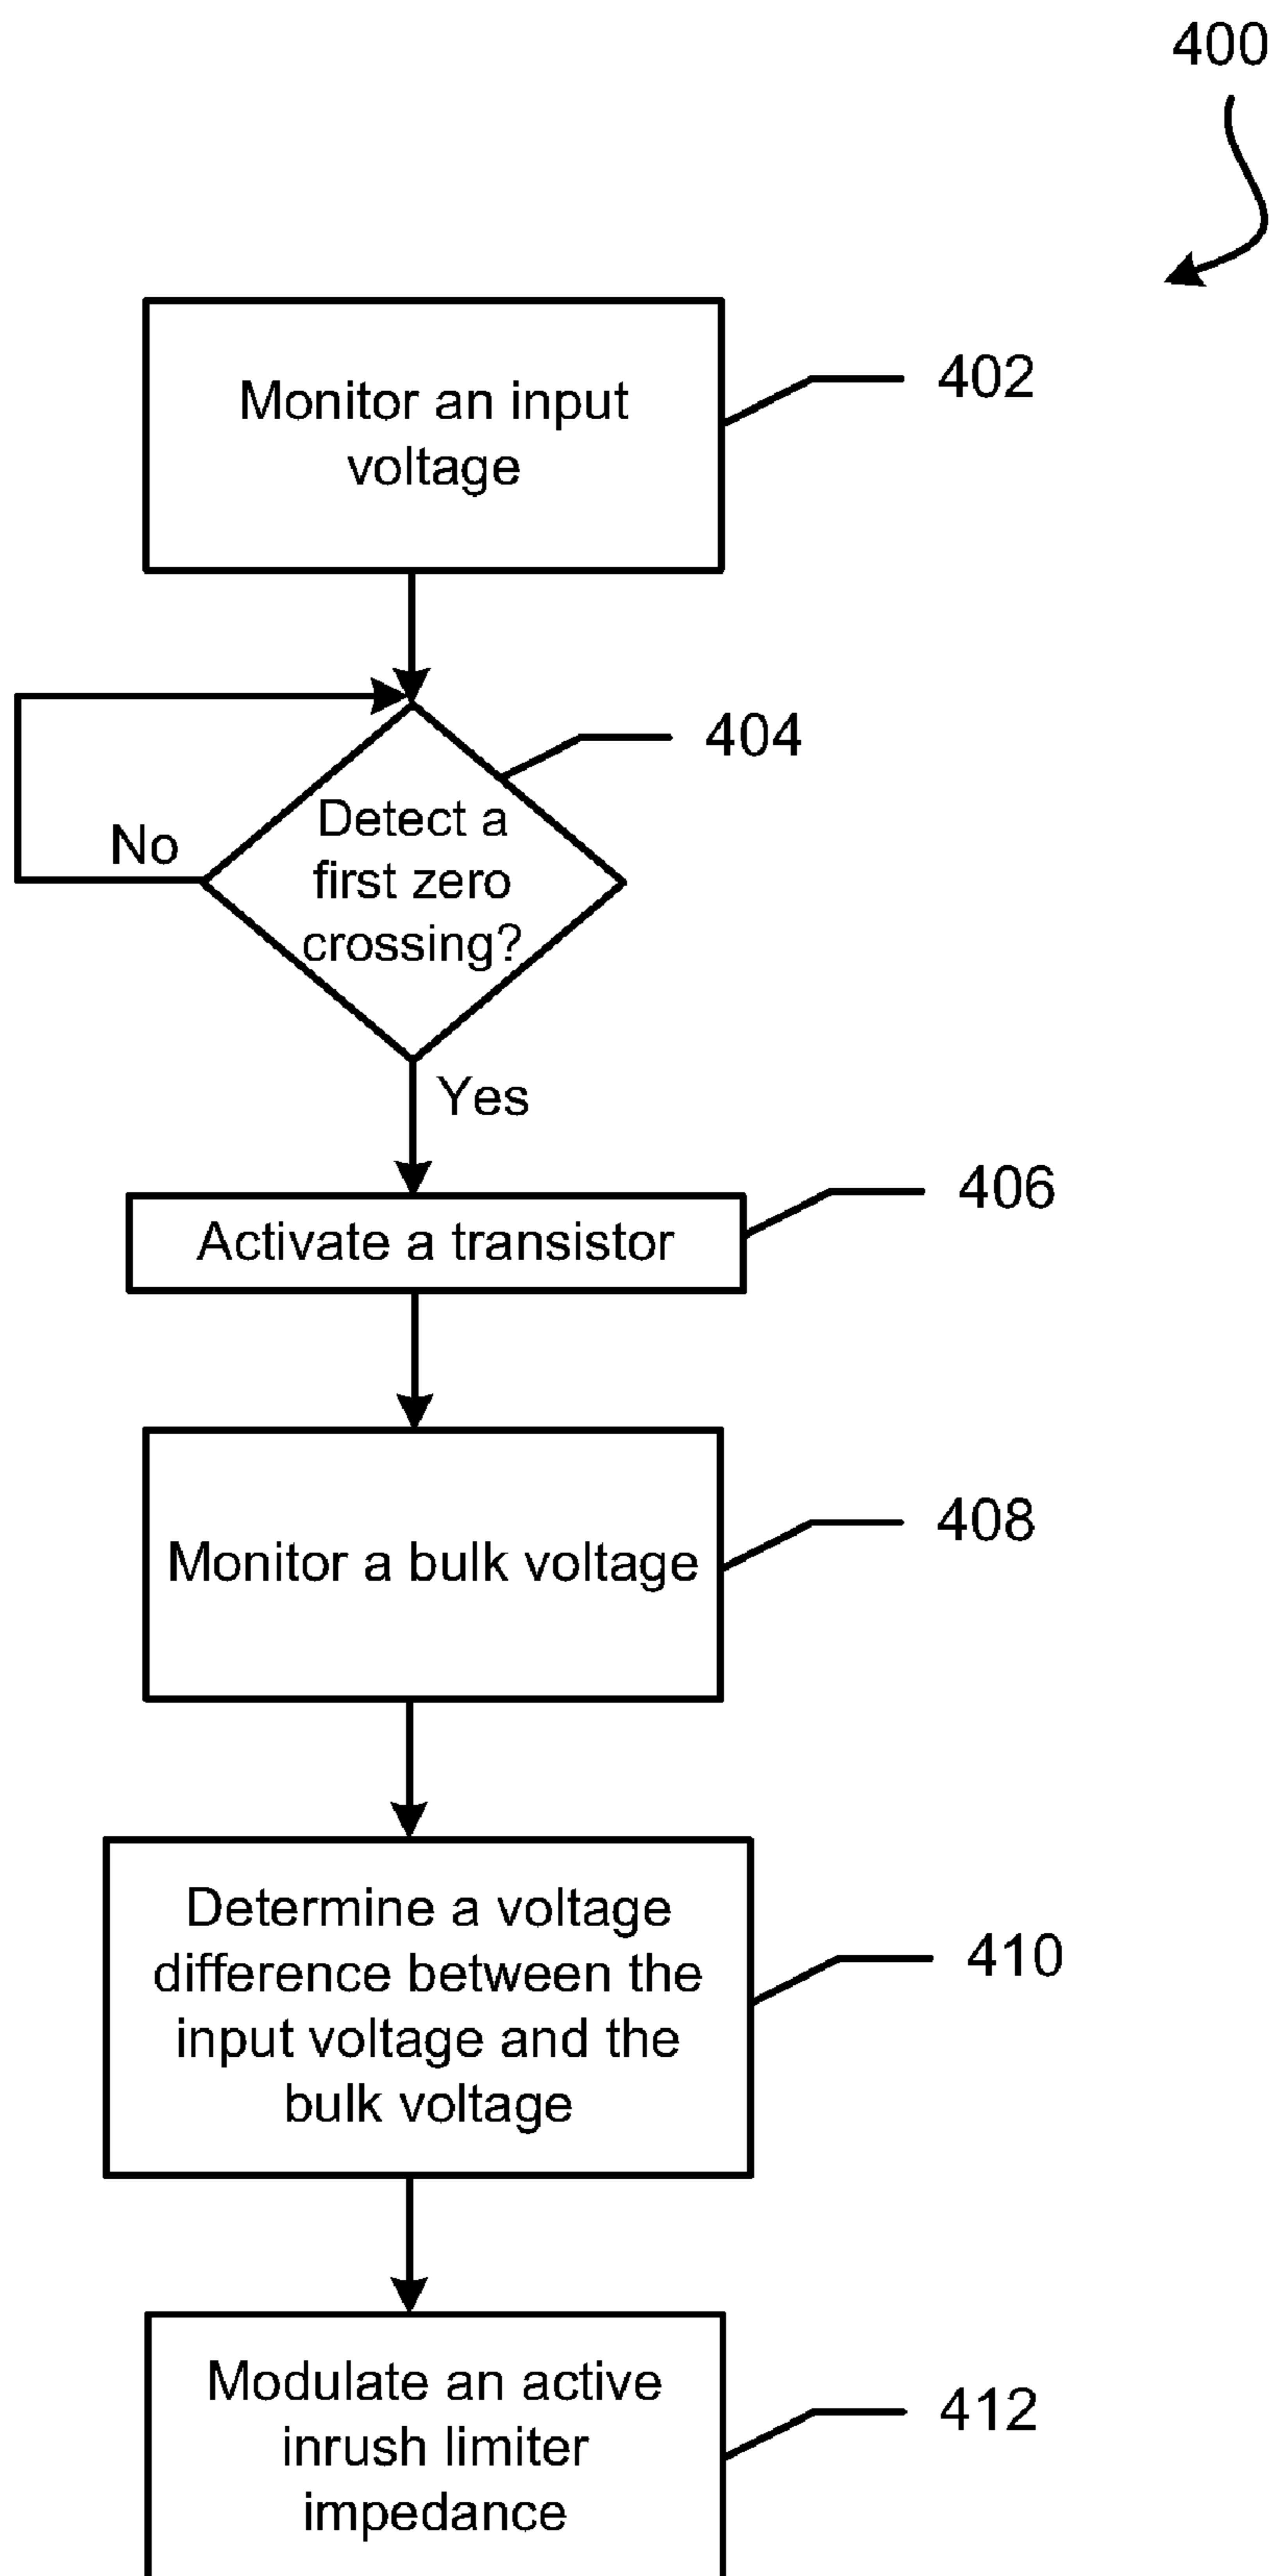 400
Monitor an input
voltage
402
404
Detect a
first zero
crossing?
No
Yes
406
Activate a transistor
408
Monitor a bulk voltage
Determine a voltage
difference between the
input voltage and the
bulk voltage
410
Modulate an active
inrush limiter
impedance
412